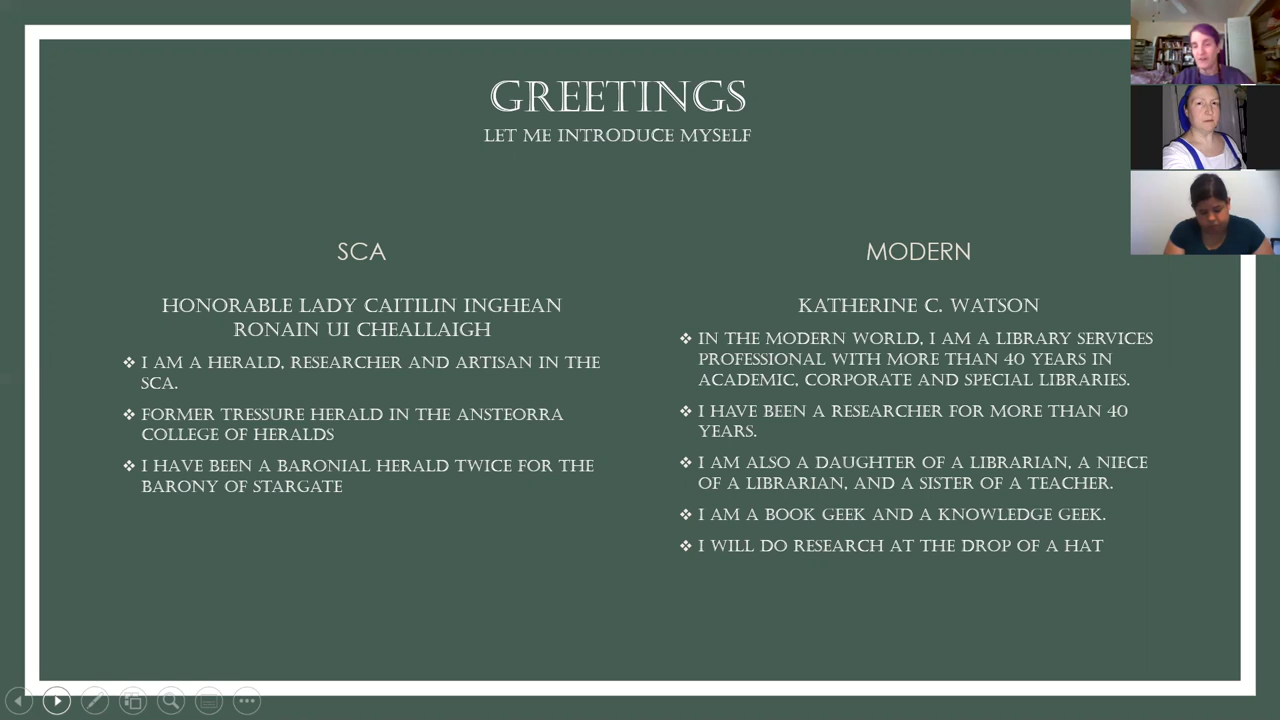 GREETINGS
LET ME INTRODUCE MYSELF
SCA
HONORABLE LADY CAITILIN INGHEAN
RONAIN UI CHEALLAIGH
❖ I AM A HERALD, RESEARCHER AND ARTISAN IN THE
SCA.
❖ FORMER TRESSURE HERALD IN THE ANSTEORRA
COLLEGE OF HERALDS
❖ I HAVE BEEN A BARONIAL HERALD TWICE FOR THE
BARONY OF STARGATE
MODERN
KATHERINE C. WATSON
❖ IN THE MODERN WORLD, I AM A LIBRARY SERVICES
PROFESSIONAL WITH MORE THAN 40 YEARS IN
ACADEMIC, CORPORATE AND SPECIAL LIBRARIES.
❖ I HAVE BEEN A RESEARCHER FOR MORE THAN 40
YEARS.
❖ I AM ALSO A DAUGHTER OF A LIBRARIAN, A NIECE
OF A LIBRARIAN, AND A SISTER OF A TEACHER.
❖ I AM A BOOK GEEK AND A KNOWLEDGE GEEK.
❖ I WILL DO RESEARCH AT THE DROP OF A HAT